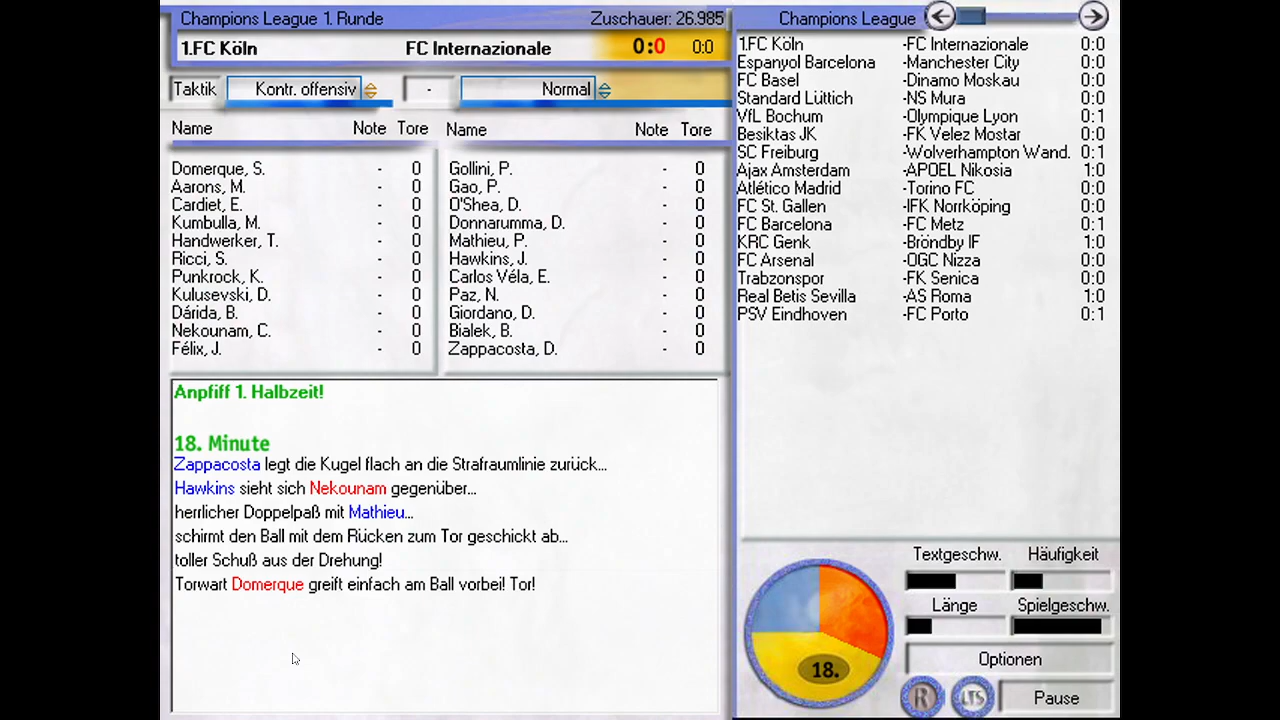 Champions League 1. Runde Zuschauer: 26.985
1.FC Köln FC Internazionale 0:0 0:0
Taktik Kontr. offensiv - Normal
Name Note Tore Name Note Tore
Domerque, S. - 0 Gollini, P. - 0
Aarons, M. - 0 Gao, P. - 0
Cardiet, E. - 0 O'Shea, D. - 0
Kumbulla, M. - 0 Donnarumma, D. - 0
Handwerker, T. - 0 Mathieu, P. - 0
Ricci, S. - 0 Hawkins, J. - 0
Punkrock, K. - 0 Carlos Véla, E. - 0
Kulusevski, D. - 0 Paz, N. - 0
Dárida, B. - 0 Giordano, D. - 0
Nekounam, C. - 0 Bialek, B. - 0
Félix, J. - 0 Zappacosta, D. - 0
Anpfiff 1. Halbzeit!
18. Minute
Zappacosta legt die Kugel flach an die Strafraumlinie zurück...
Hawkins sieht sich Nekounam gegenüber...
herrlicher Doppelpaß mit Mathieu...
schirmt den Ball mit dem Rücken zum Tor geschickt ab...
toller Schuß aus der Drehung!
Torwart Domerque greift einfach am Ball vorbei! Tor!
Champions League
1.FC Köln -FC Internazionale 0:0
Espanyol Barcelona -Manchester City 0:0
FC Basel -Dinamo Moskau 0:0
Standard Lüttich -NS Mura 0:0
VfL Bochum -Olympique Lyon 0:1
Besiktas JK -FK Velez Mostar 0:0
SC Freiburg -Wolverhampton Wand. 0:1
Ajax Amsterdam -APOEL Nikosia 1:0
Atlético Madrid -Torino FC 0:0
FC St. Gallen -IFK Norrköping 0:0
FC Barcelona -FC Metz 0:1
KRC Genk -Bröndby IF 1:0
FC Arsenal -OGC Nizza 0:0
Trabzonspor -FK Senica 0:0
Real Betis Sevilla -AS Roma 1:0
PSV Eindhoven -FC Porto 0:1
Textgeschw. Häufigkeit
Länge Spielgeschw.
18.
Optionen
R LTS Pause